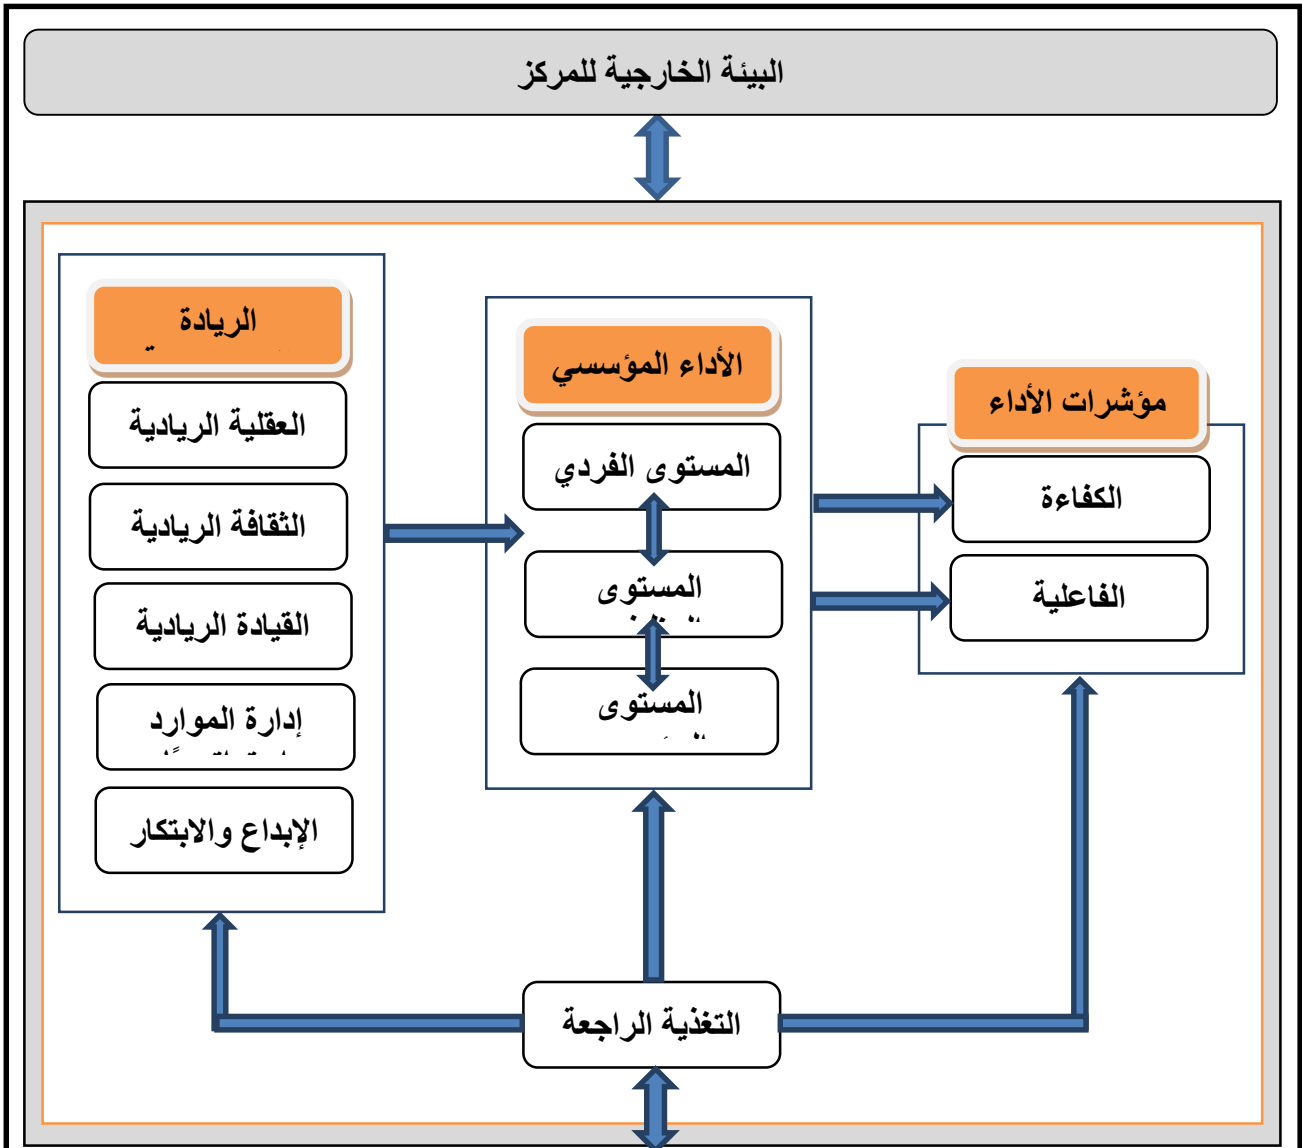 البيئة الخارجية للمركز
الريادة
العقلية الريادية
الثقافة الريادية
القيادة الريادية
إدارة الموارد
الإبداع والابتكار
الأداء المؤسسي
المستوى الفردي
المستوى
المستوى
مؤشرات الأداء
الكفاءة
الفاعلية
التغذية الراجعة